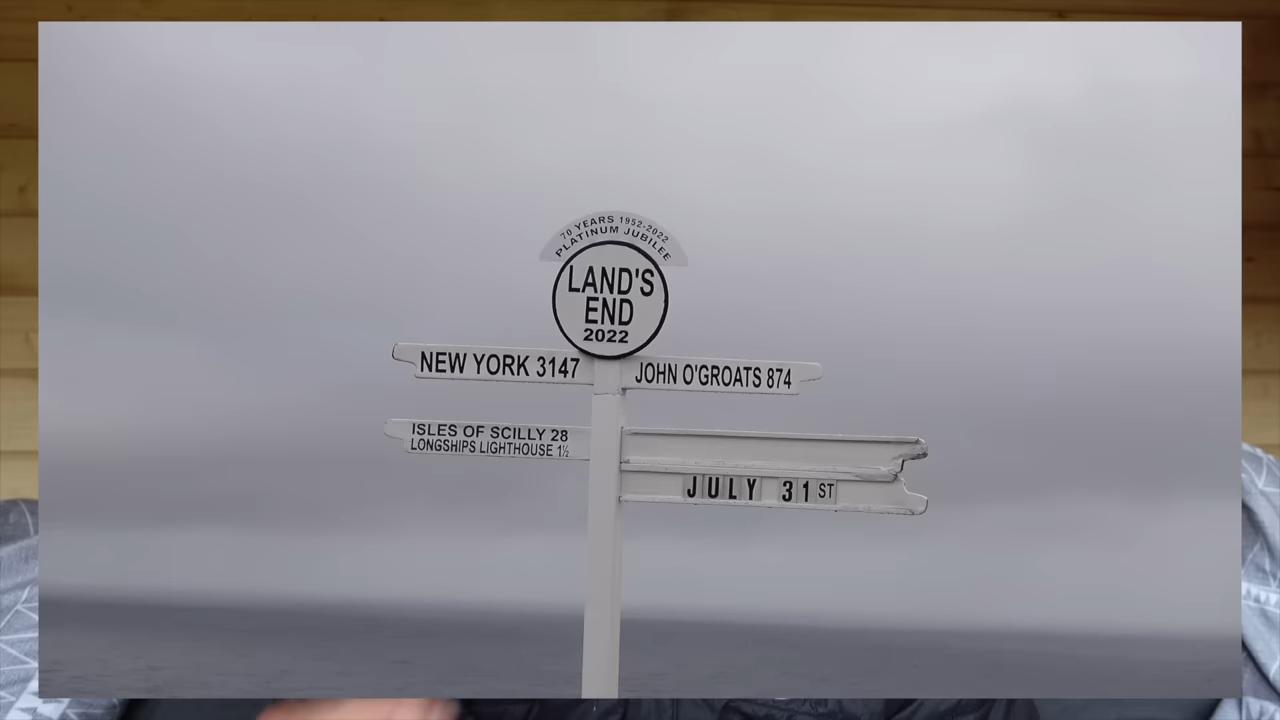 70 YEARS 1952-2022
PLATINUM JUBILEE
LAND'S
END
2022
NEW YORK 3147
JOHN O'GROATS 874
ISLES OF SCILLY 28
LONGSHIPS LIGHTHOUSE 1½
JULY 31ST